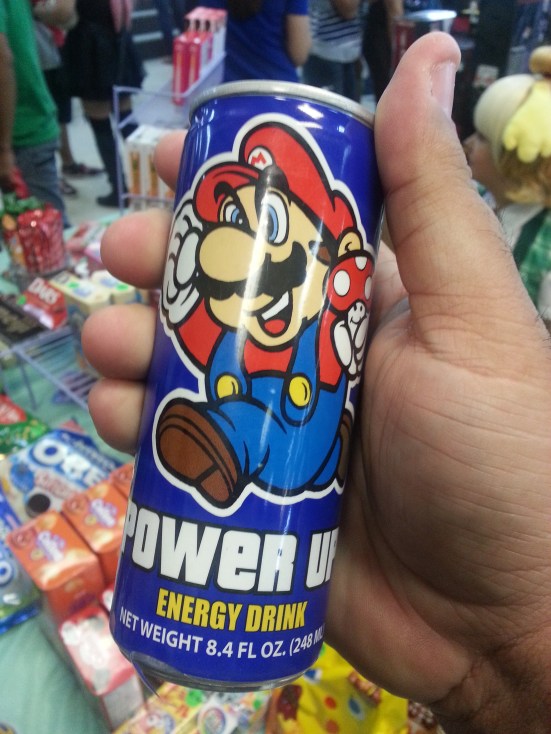 M
POWER U
ENERGY DRINK
NET WEIGHT 8.4 FL OZ. (248 M